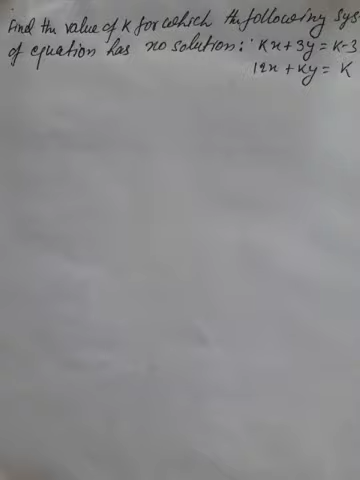 Find the value of K for which the following Sys
of equation has no solution: Kx + 3y = K-3
12x + Ky = K